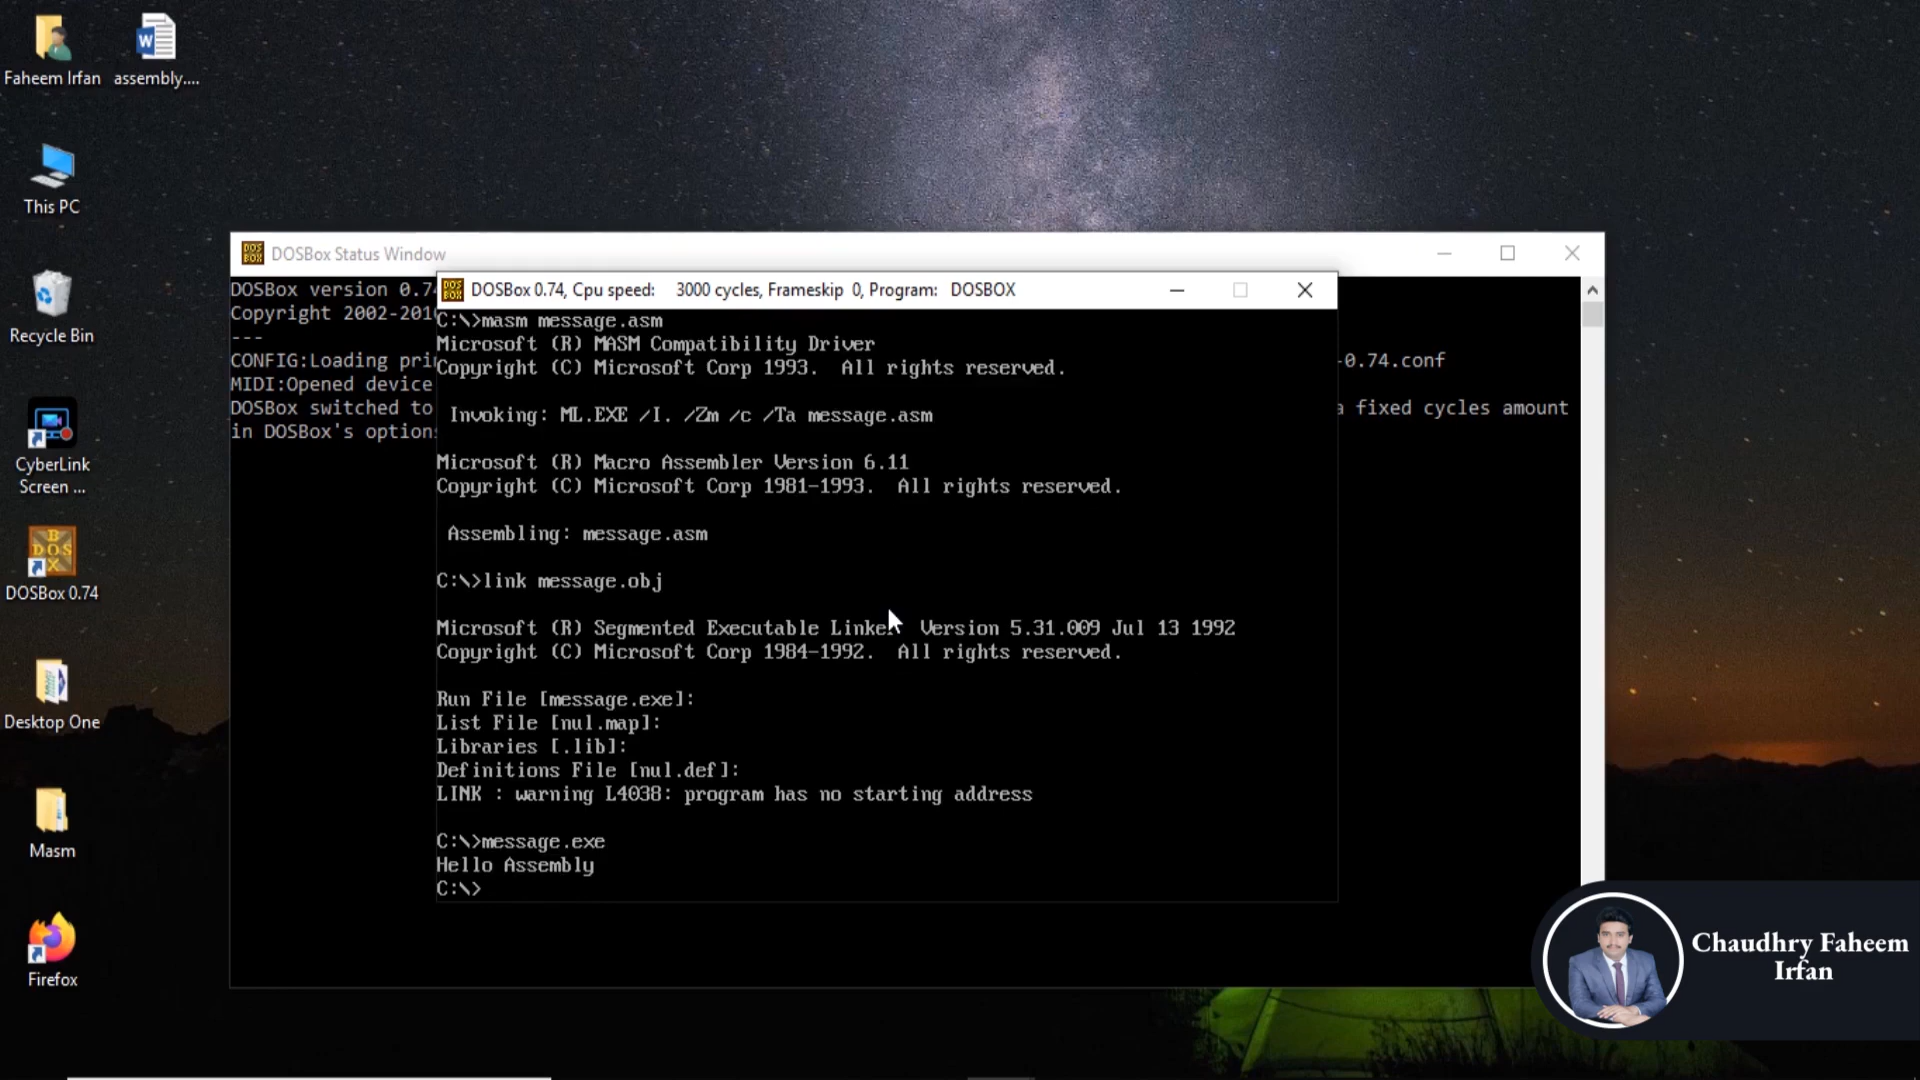 Faheem Irfan
assembly....
This PC
Recycle Bin
CyberLink
Screen ...
DOSBox 0.74
Desktop One
Masm
Firefox
DOSBox Status Window
DOSBox version 0.7
Copyright 2002-201
---
CONFIG:Loading pri
-0.74.conf
MIDI:Opened device
DOSBox switched to
a fixed cycles amount
in DOSBox's option
DOSBox 0.74, Cpu speed: 3000 cycles, Frameskip 0, Program: DOSBOX
C:\>masm message.asm
Microsoft (R) MASM Compatibility Driver
Copyright (C) Microsoft Corp 1993. All rights reserved.
Invoking: ML.EXE /I. /Zm /c /Ta message.asm
Microsoft (R) Macro Assembler Version 6.11
Copyright (C) Microsoft Corp 1981-1993. All rights reserved.
Assembling: message.asm
C:\>link message.obj
Microsoft (R) Segmented Executable Linker Version 5.31.009 Jul 13 1992
Copyright (C) Microsoft Corp 1984-1992. All rights reserved.
Run File [message.exe]:
List File [nul.map]:
Libraries [.lib]:
Definitions File [nul.def]:
LINK : warning L4038: program has no starting address
C:\>message.exe
Hello Assembly
C:\>
Chaudhry Faheem
Irfan